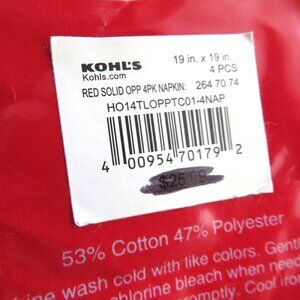 KOHL'S
Kohls.com
19 in. x 19 in.
4 PCS
RED SOLID OPP 4PK NAPKIN: 264 70 74
HO14TLOPPTC01-4NAP
4 00954 70179 2
53% Cotton 47% Polyester
wash cold with like colors.
chlorine bleach when
promptly. Cool